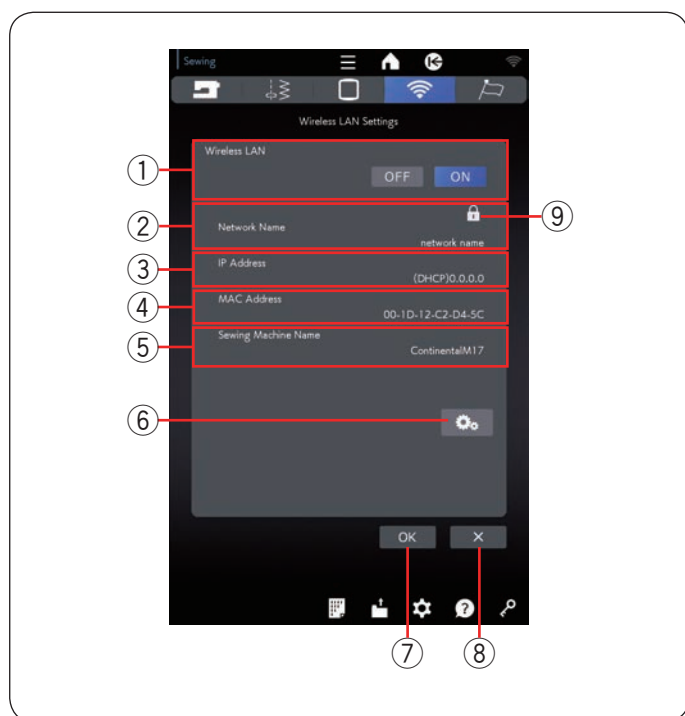 Sewing
Wireless LAN Settings
Wireless LAN
OFF ON
① ② ⑨
Network Name
network name
③ IP Address
(DHCP)0.0.0.0
④ MAC Address
00-1D-12-C2-D4-5C
⑤ Sewing Machine Name
ContinentalM17
⑥
OK ×
⑦ ⑧